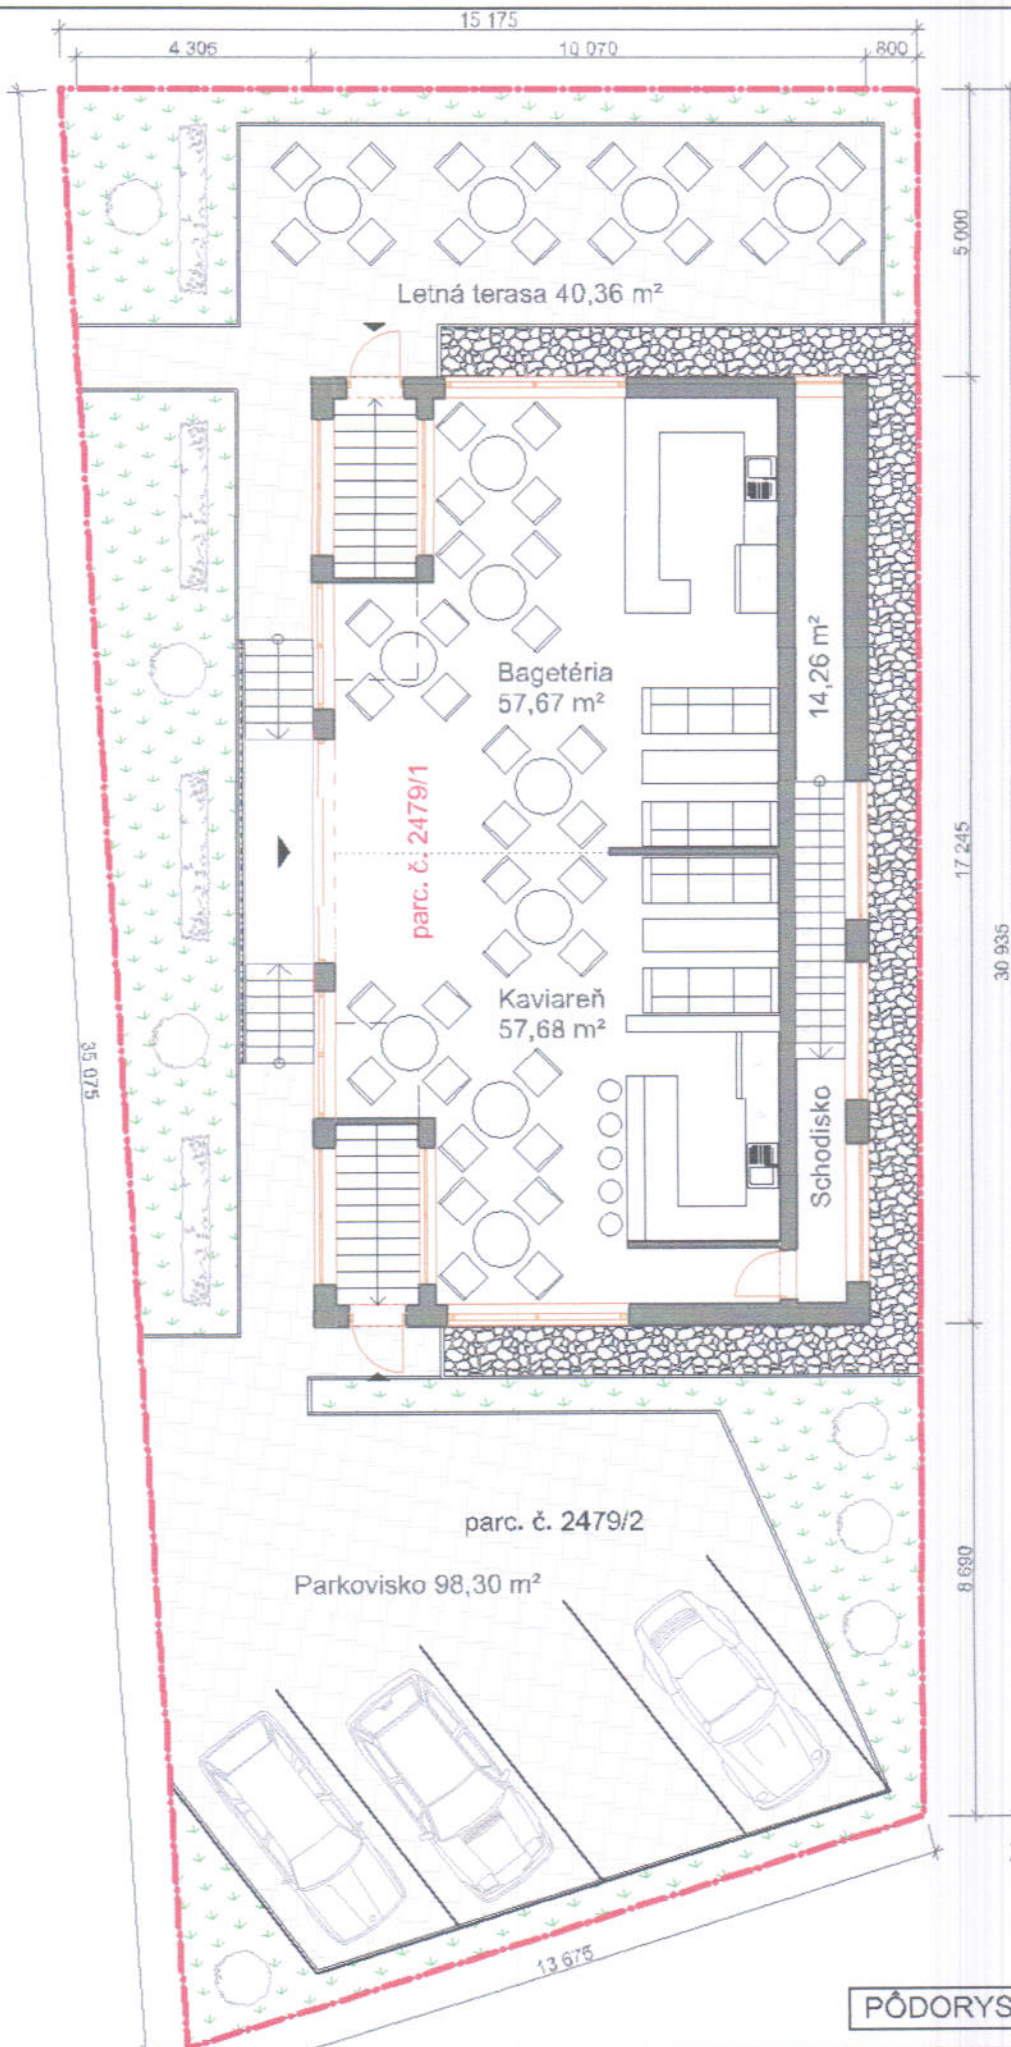 15 175
4 305
10 070
800
5 000
Letná terasa 40,36 m²
Bagetéria
57,67 m²
14,26 m²
parc. č. 2479/1
17 245
30 935
Kaviareň
57,68 m²
35 075
Schodisko
parc. č. 2479/2
Parkovisko 98,30 m²
8 690
13 675
PÔDORYS